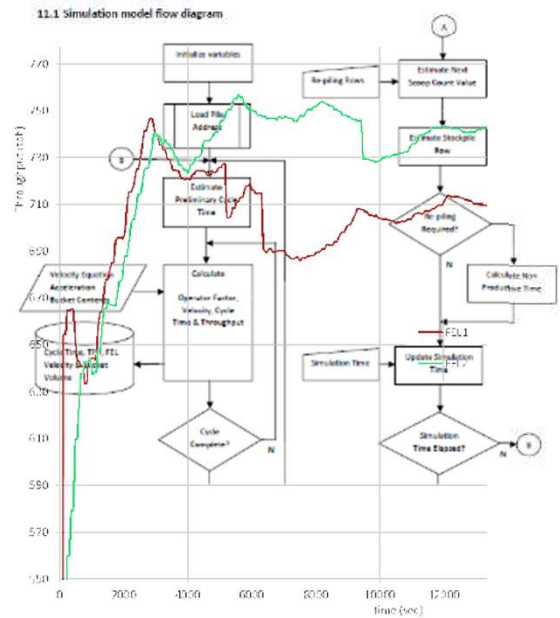 11.1 Simulation model flow diagram
A
Initialize variables
Re-piling Rows
Estimate Next
Scoop Count Value
Load File
Address
Estimate Stockpile
Row
B
Estimate
Preliminary Cycle
Time
Re-piling
Required?
N
Velocity Equation
Acceleration
Bucket Contents
Calculate
Operator Factor,
Velocity, Cycle
Time & Throughput
Calculate Non
Productive Time
Cycle Time, TPH, FEL
Velocity & Bucket
Volume
Simulation Time
Update Simulation
Time
FEL1
Cycle
Complete?
N
Simulation
Time Elapsed?
N
B
Throughput (t/h)
770
750
730
710
690
670
650
630
610
590
570
550
0 2000 4000 6000 8000 10000 12000
time (sec)